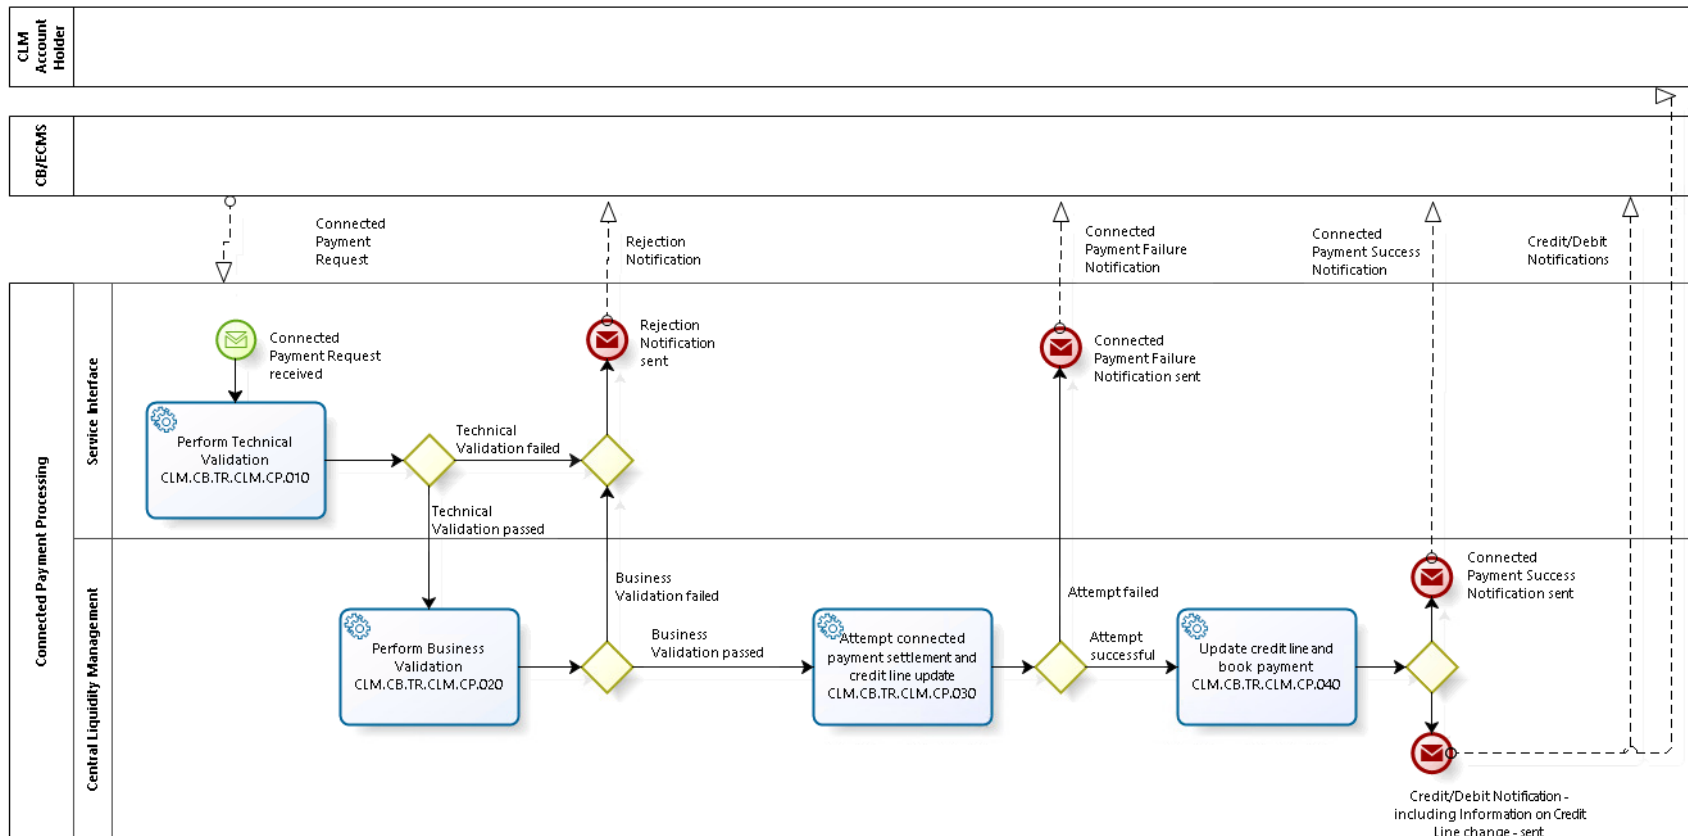 CLM
Account
Holder
CB/ECMS
Connected
Payment
Request
Rejection
Notification
Connected
Payment Failure
Notification
Connected
Payment Success
Notification
Credit/Debit
Notifications
Connected Payment Processing
Service Interface
Connected
Payment Request
received
Rejection
Notification
sent
Connected
Payment Failure
Notification sent
Perform Technical
Validation
CLM.CB.TR.CLM.CP.010
Technical
Validation failed
Technical
Validation passed
Central Liquidity Management
Perform Business
Validation
CLM.CB.TR.CLM.CP.020
Business
Validation failed
Business
Validation passed
Attempt connected
payment settlement and
credit line update
CLM.CB.TR.CLM.CP.030
Attempt failed
Attempt
successful
Update credit line and
book payment
CLM.CB.TR.CLM.CP.040
Connected
Payment Success
Notification sent
Credit/Debit Notification -
including Information on Credit
Line change - sent